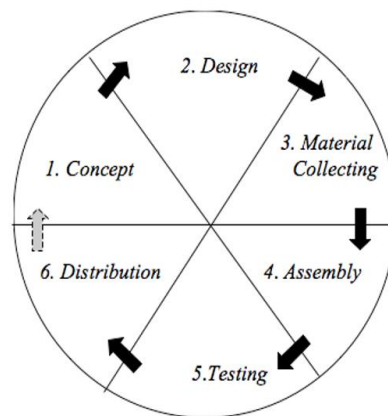 1. Concept
2. Design
3. Material
Collecting
4. Assembly
5.Testing
6. Distribution